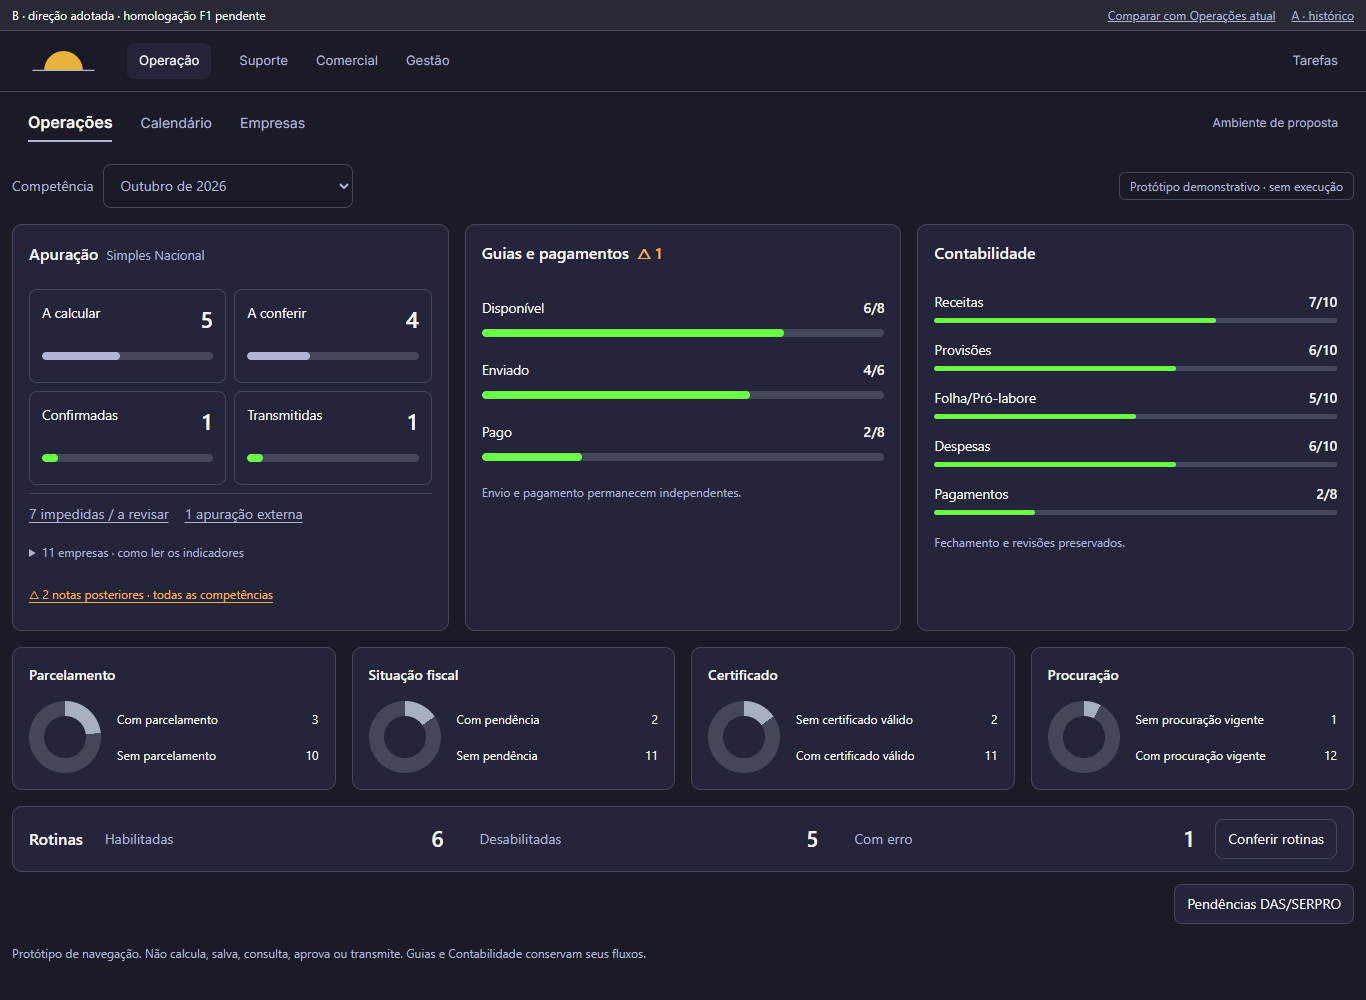 B · direção adotada · homologação F1 pendente
Comparar com Operações atual
A · histórico
Operação
Suporte
Comercial
Gestão
Tarefas
Operações
Calendário
Empresas
Ambiente de proposta
Competência
Outubro de 2026
Protótipo demonstrativo · sem execução
Apuração Simples Nacional
A calcular
5
A conferir
4
Confirmadas
1
Transmitidas
1
7 impedidas / a revisar
1 apuração externa
11 empresas · como ler os indicadores
△ 2 notas posteriores · todas as competências
Guias e pagamentos △ 1
Disponível 6/8
Enviado 4/6
Pago 2/8
Envio e pagamento permanecem independentes.
Contabilidade
Receitas 7/10
Provisões 6/10
Folha/Pró-labore 5/10
Despesas 6/10
Pagamentos 2/8
Fechamento e revisões preservados.
Parcelamento
Com parcelamento 3
Sem parcelamento 10
Situação fiscal
Com pendência 2
Sem pendência 11
Certificado
Sem certificado válido 2
Com certificado válido 11
Procuração
Sem procuração vigente 1
Com procuração vigente 12
Rotinas
Habilitadas 6
Desabilitadas 5
Com erro 1
Conferir rotinas
Pendências DAS/SERPRO
Protótipo de navegação. Não calcula, salva, consulta, aprova ou transmite. Guias e Contabilidade conservam seus fluxos.